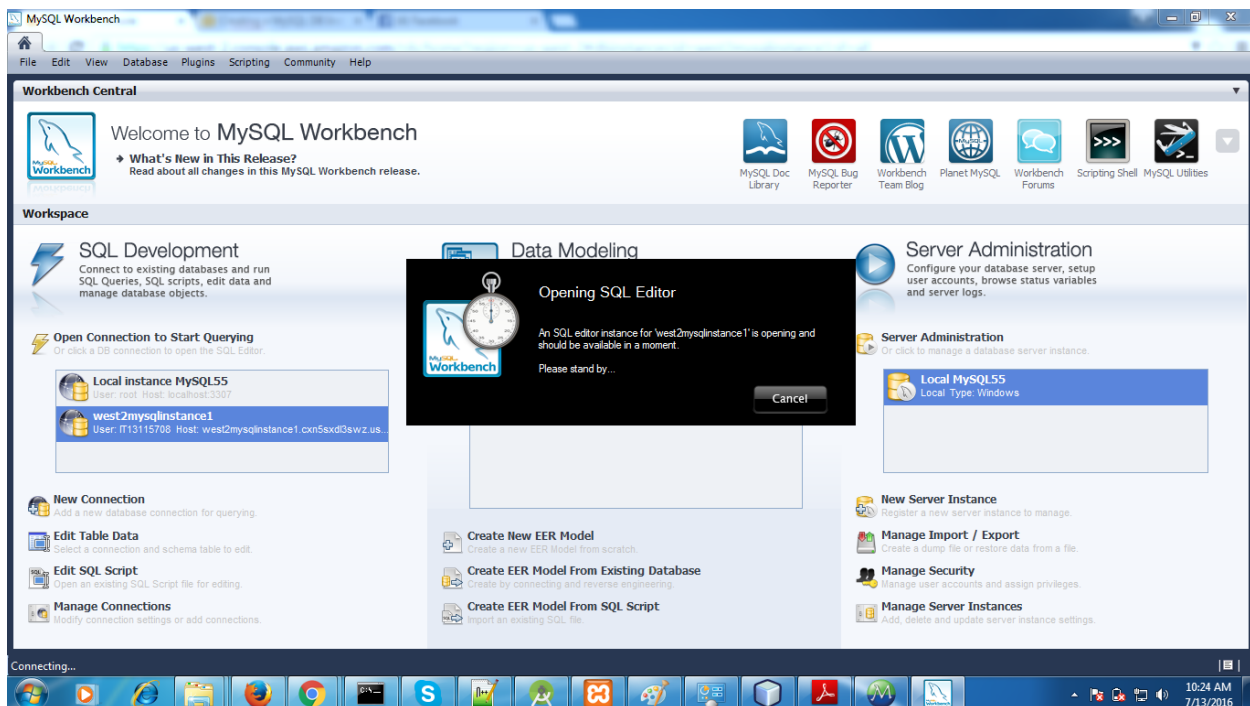 MySQL Workbench
File Edit View Database Plugins Scripting Community Help
Workbench Central
Welcome to MySQL Workbench
What's New in This Release?
Read about all changes in this MySQL Workbench release.
MySQL Workbench
MySQL Doc Library
MySQL Bug Reporter
Workbench Team Blog
Planet MySQL
Workbench Forums
Scripting Shell
MySQL Utilities
Workspace
SQL Development
Connect to existing databases and run
SQL Queries, SQL scripts, edit data and
manage database objects.
Open Connection to Start Querying
Or click a DB connection to open the SQL Editor.
Local instance MySQL55
User: root Host: localhost:3307
west2mysqlinstance1
User: IT13115708 Host: west2mysqlinstance1.cxn5sxdl3swz.us...
New Connection
Add a new database connection for querying.
Edit Table Data
Select a connection and schema table to edit.
Edit SQL Script
Open an existing SQL Script file for editing.
Manage Connections
Modify connection settings or add connections.
Data Modeling
Opening SQL Editor
An SQL editor instance for 'west2mysqlinstance1' is opening and
should be available in a moment.
Please stand by...
MySQL Workbench
Cancel
Create New EER Model
Create a new EER Model from scratch.
Create EER Model From Existing Database
Create by connecting and reverse engineering.
Create EER Model From SQL Script
Import an existing SQL file.
Server Administration
Configure your database server, setup
user accounts, browse status variables
and server logs.
Server Administration
Or click to manage a database server instance.
Local MySQL55
Local Type: Windows
New Server Instance
Register a new server instance to manage.
Manage Import / Export
Create a dump file or restore data from a file.
Manage Security
Manage user accounts and assign privileges.
Manage Server Instances
Add, delete and update server instance settings.
Connecting...
10:24 AM
7/13/2016